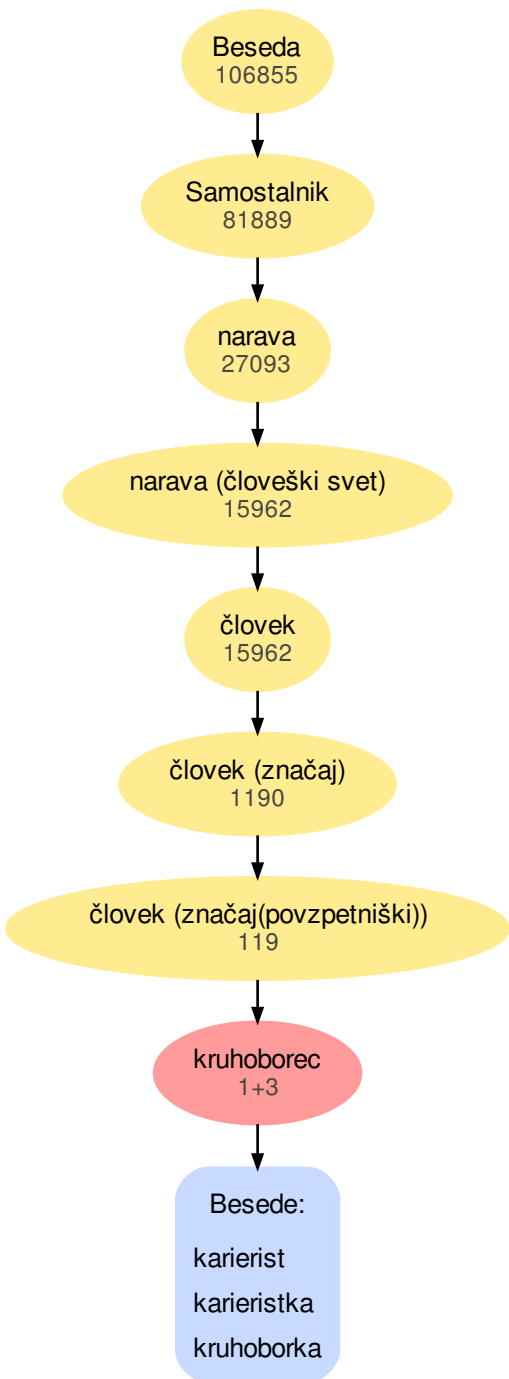 Beseda
106855
Samostalnik
81889
narava
27093
narava (človeški svet)
15962
človek
15962
človek (značaj)
1190
človek (značaj(povzpetniški))
119
kruhoborec
1+3
Besede:
karierist
karieristka
kruhoborka